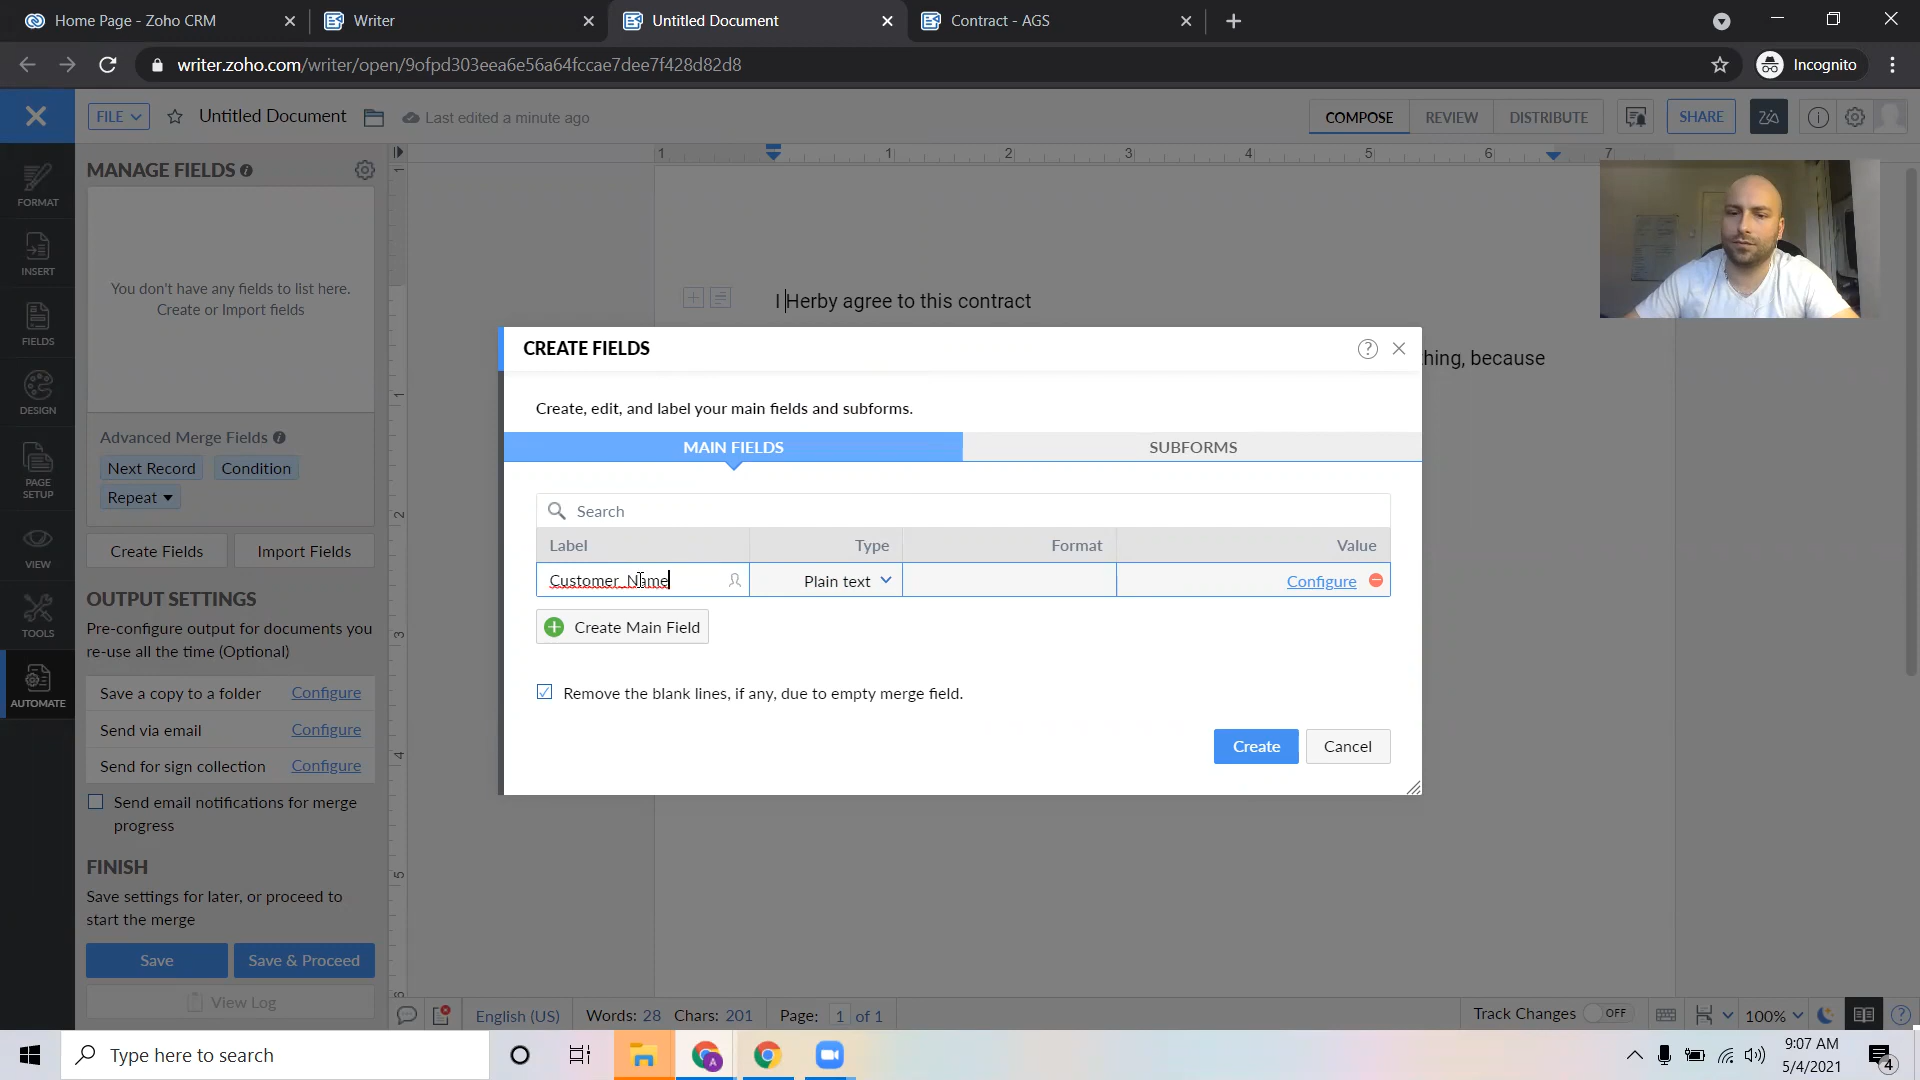 Home Page - Zoho CRM
Writer
Untitled Document
Contract - AGS
writer.zoho.com/writer/open/9ofpd303eea6e56a64fccae7dee7f428d82d8
Incognito
FILE
Untitled Document
Last edited a minute ago
COMPOSE
REVIEW
DISTRIBUTE
SHARE
MANAGE FIELDS
1 1 2 3 4 5 6 7
FORMAT
INSERT
FIELDS
DESIGN
PAGE
SETUP
VIEW
TOOLS
AUTOMATE
You don't have any fields to list here.
Create or Import fields
Advanced Merge Fields
Next Record
Condition
Repeat
Create Fields
Import Fields
OUTPUT SETTINGS
Pre-configure output for documents you
re-use all the time (Optional)
Save a copy to a folder Configure
Send via email Configure
Send for sign collection Configure
Send email notifications for merge
progress
FINISH
Save settings for later, or proceed to
start the merge
Save
Save & Proceed
View Log
I Herby agree to this contract
hing, because
CREATE FIELDS
Create, edit, and label your main fields and subforms.
MAIN FIELDS
SUBFORMS
Search
Label Type Format Value
Customer_Name Plain text Configure
Create Main Field
Remove the blank lines, if any, due to empty merge field.
Create
Cancel
English (US)
Words: 28 Chars: 201
Page: 1 of 1
Track Changes OFF
100%
Type here to search
9:07 AM
5/4/2021
4